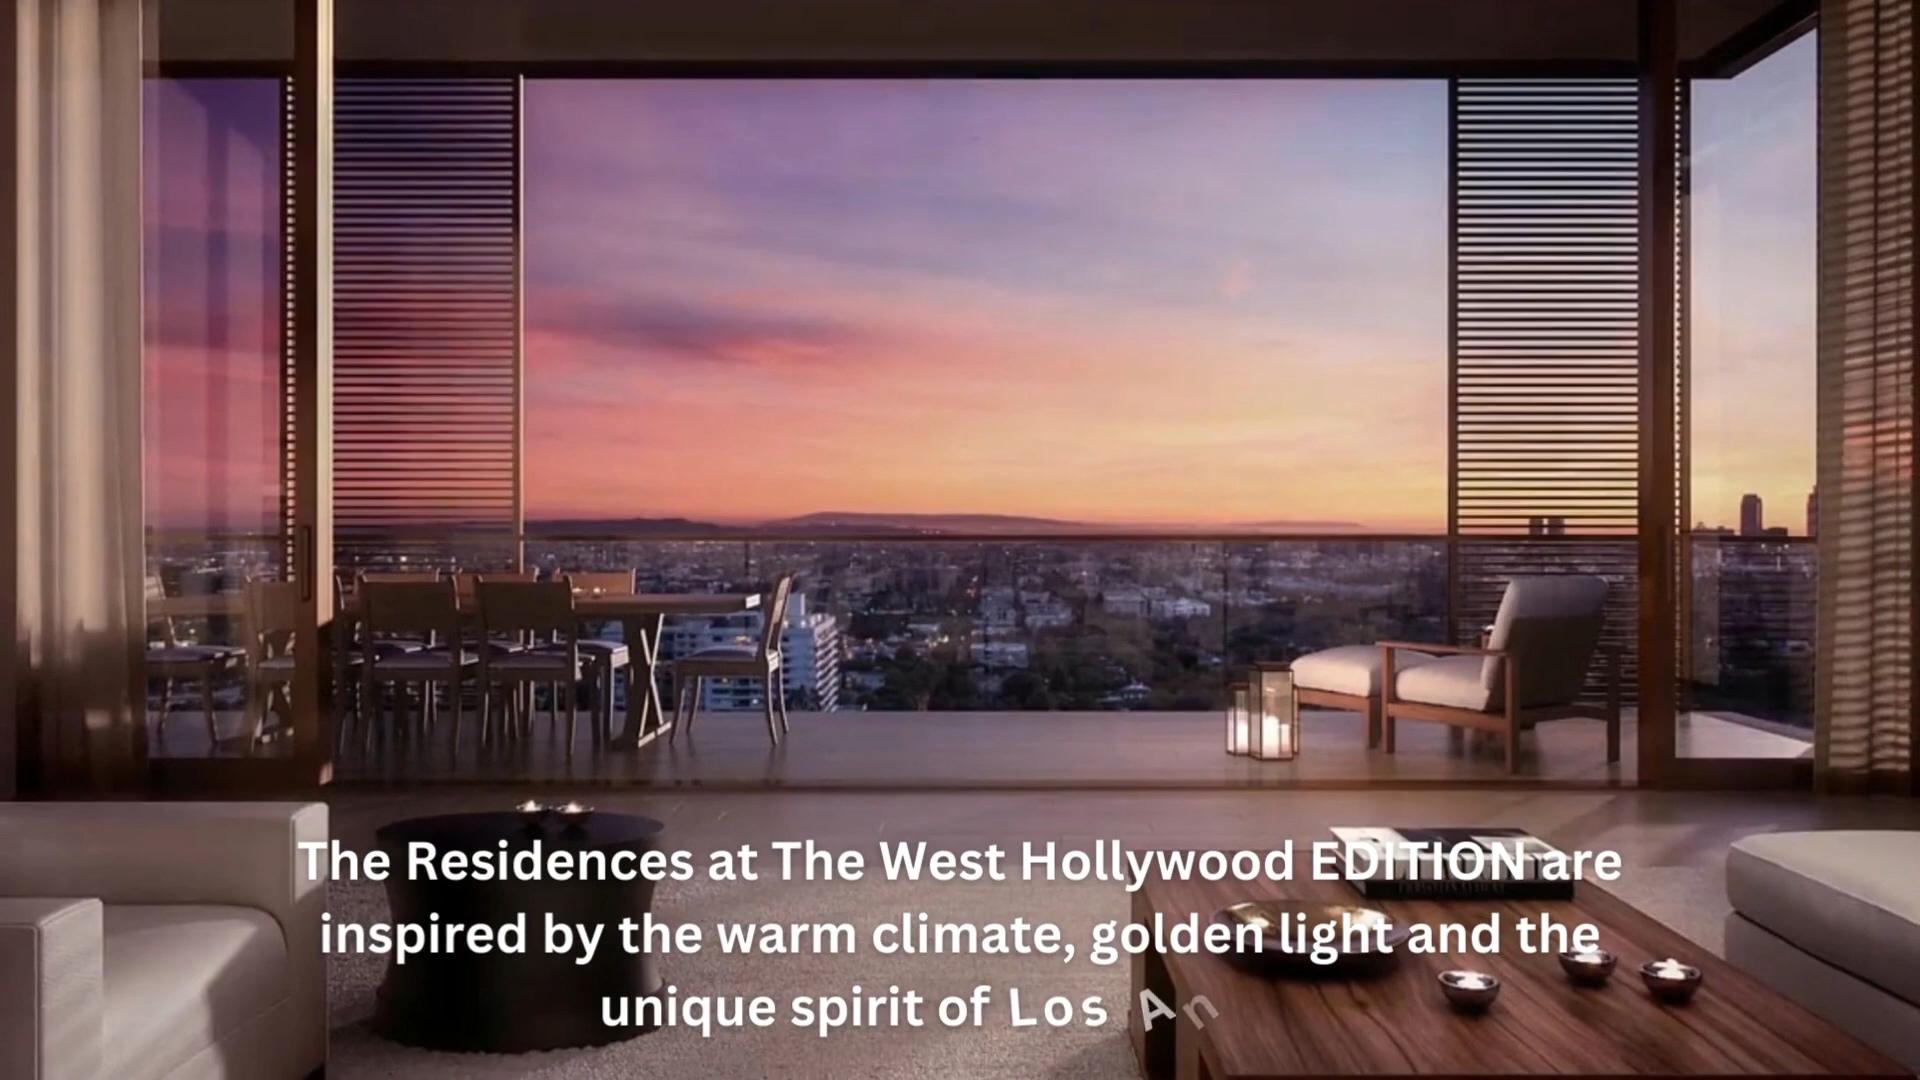 The Residences at The West Hollywood EDITION are
inspired by the warm climate, golden light and the
unique spirit of Los An